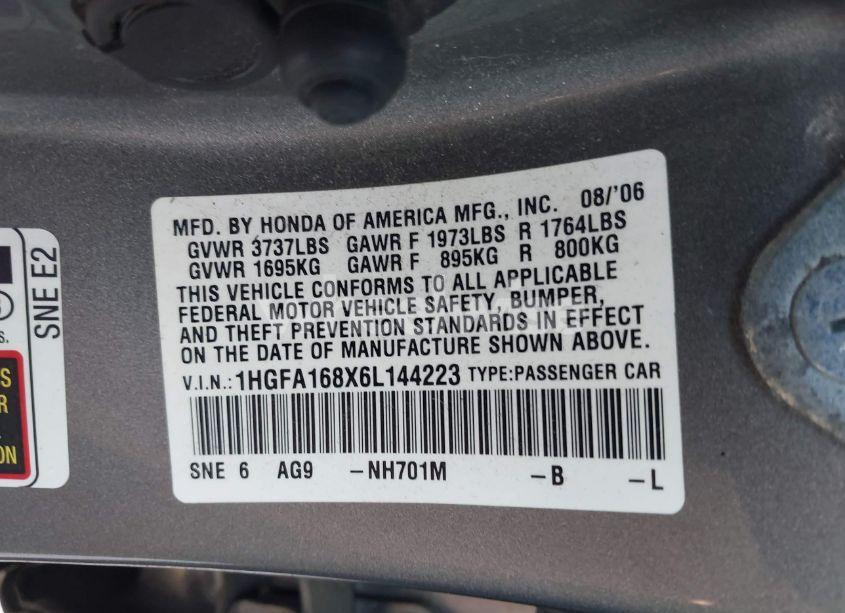 MFD. BY HONDA OF AMERICA MFG., INC. 08/'06
GVWR 3737LBS GAWR F 1973LBS R 1764LBS
GVWR 1695KG GAWR F 895KG R 800KG
THIS VEHICLE CONFORMS TO ALL APPLICABLE
FEDERAL MOTOR VEHICLE SAFETY, BUMPER,
AND THEFT PREVENTION STANDARDS IN EFFECT
ON THE DATE OF MANUFACTURE SHOWN ABOVE.
V.I.N.: 1HGFA168X6L144223 TYPE:PASSENGER CAR
SNE 6 AG9 -NH701M -B -L
SNE E2